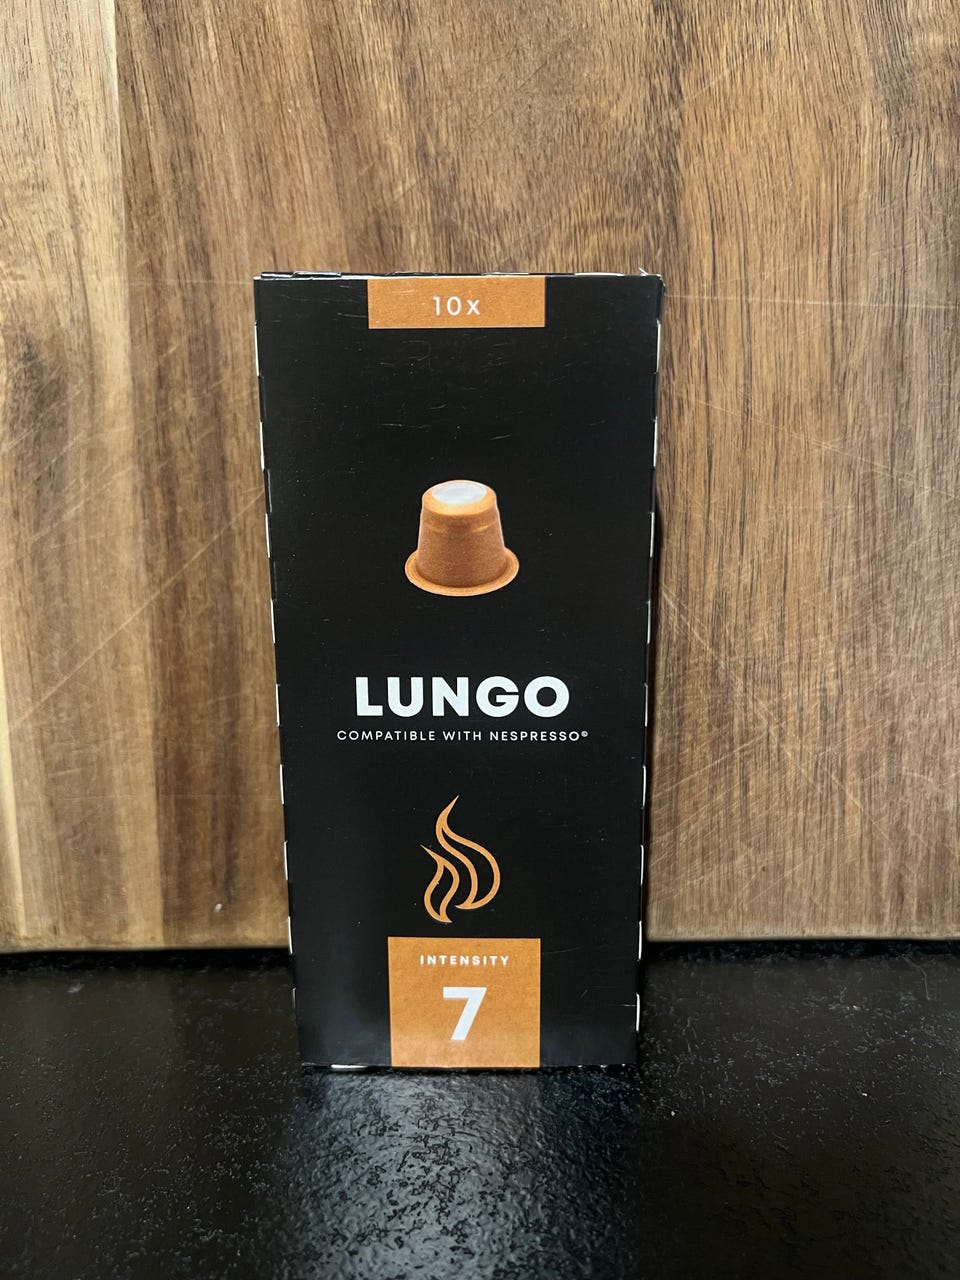 10x
LUNGO
COMPATIBLE WITH NESPRESSO©
INTENSITY
7